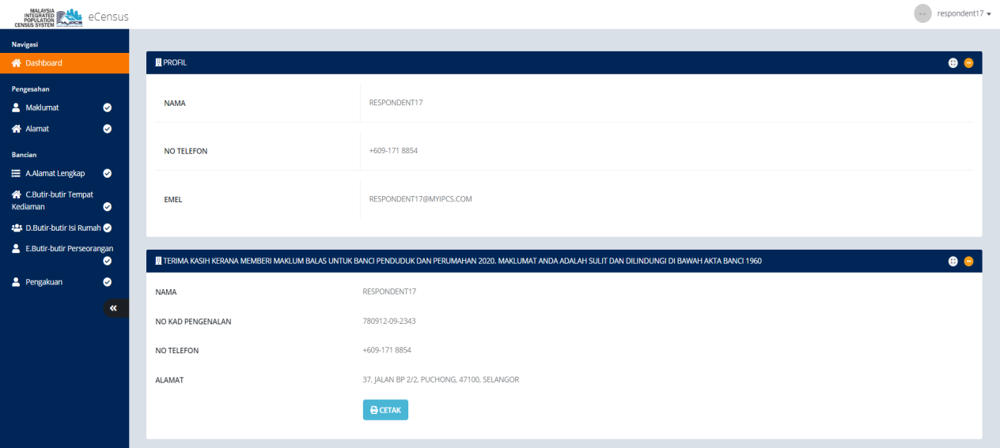 MALAYSIA
INTEGRATED
POPULATION
CENSUS SYSTEM
MyIPCS
eCensus
respondent17
Navigasi
Dashboard
Pengesahan
Maklumat
Alamat
Bancian
A.Alamat Lengkap
C.Butir-butir Tempat
Kediaman
D.Butir-butir Isi Rumah
E.Butir-butir Perseorangan
Pengakuan
PROFIL
NAMA RESPONDENT17
NO TELEFON +609-171 8854
EMEL RESPONDENT17@MYIPCS.COM
TERIMA KASIH KERANA MEMBERI MAKLUM BALAS UNTUK BANCI PENDUDUK DAN PERUMAHAN 2020. MAKLUMAT ANDA ADALAH SULIT DAN DILINDUNGI DI BAWAH AKTA BANCI 1960
NAMA RESPONDENT17
NO KAD PENGENALAN 780912-09-2343
NO TELEFON +609-171 8854
ALAMAT 37, JALAN BP 2/2, PUCHONG, 47100, SELANGOR
CETAK